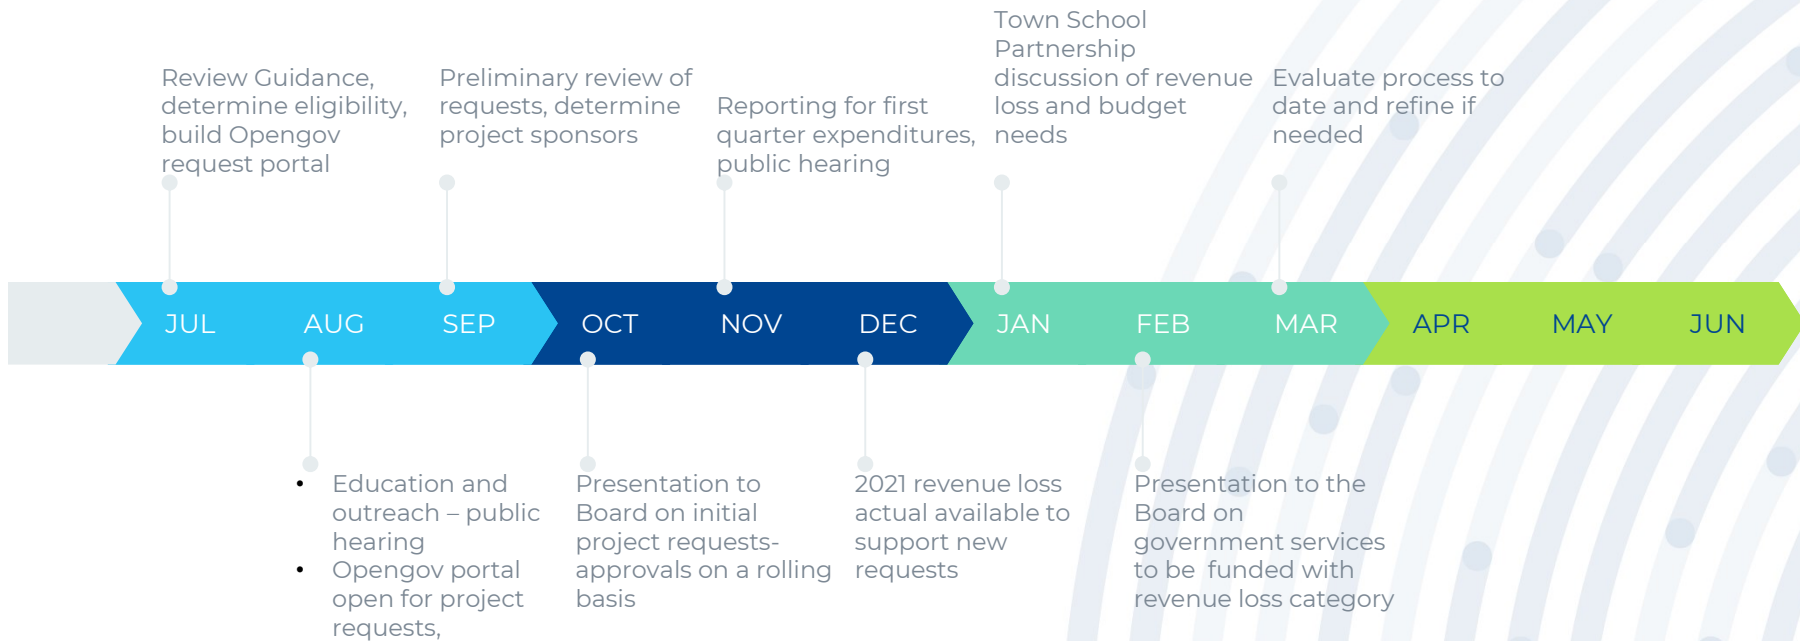 Review Guidance,
determine eligibility,
build Opengov
request portal
Preliminary review of
requests, determine
project sponsors
Reporting for first
quarter expenditures,
public hearing
Town School
Partnership
discussion of revenue
loss and budget
needs
Evaluate process to
date and refine if
needed
JUL AUG SEP OCT NOV DEC JAN FEB MAR APR MAY JUN
• Education and
outreach – public
hearing
• Opengov portal
open for project
requests,
Presentation to
Board on initial
project requests-
approvals on a rolling
basis
2021 revenue loss
actual available to
support new
requests
Presentation to the
Board on
government services
to be  funded with
revenue loss category